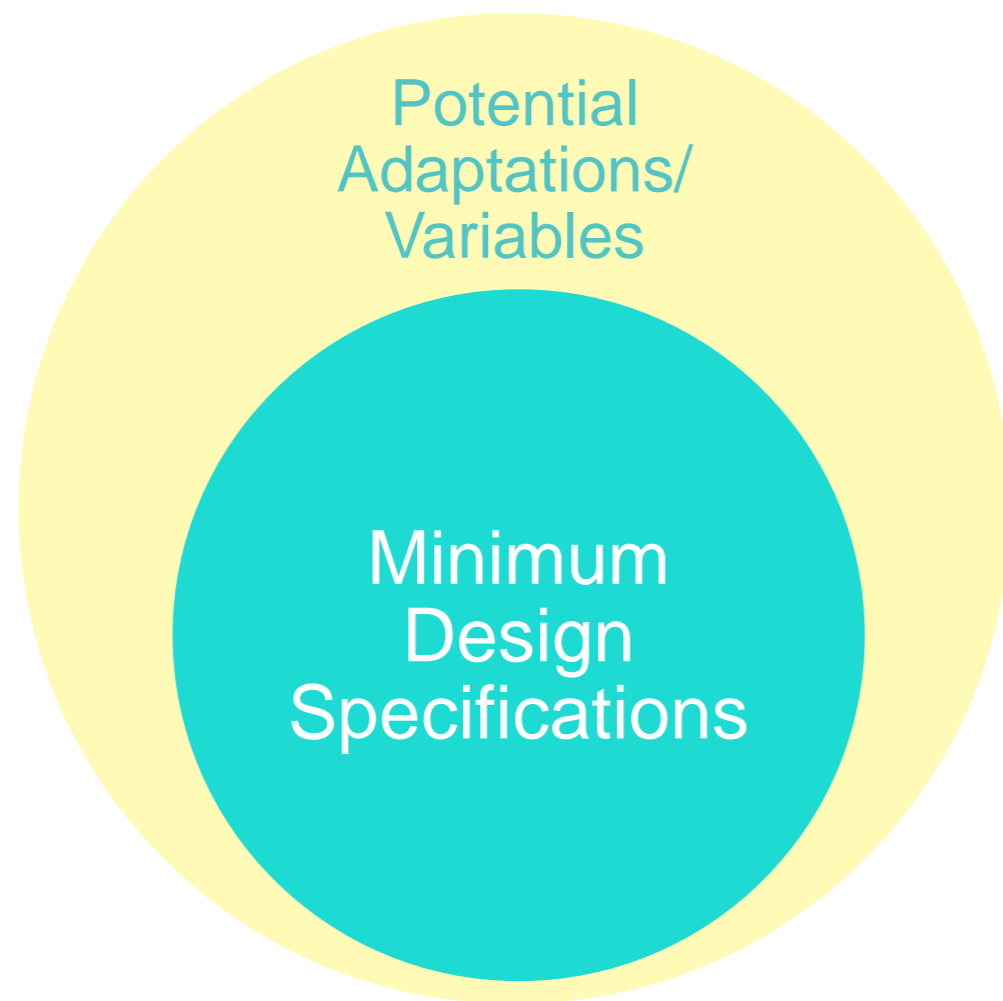 Potential
Adaptations/
Variables
Minimum
Design
Specifications